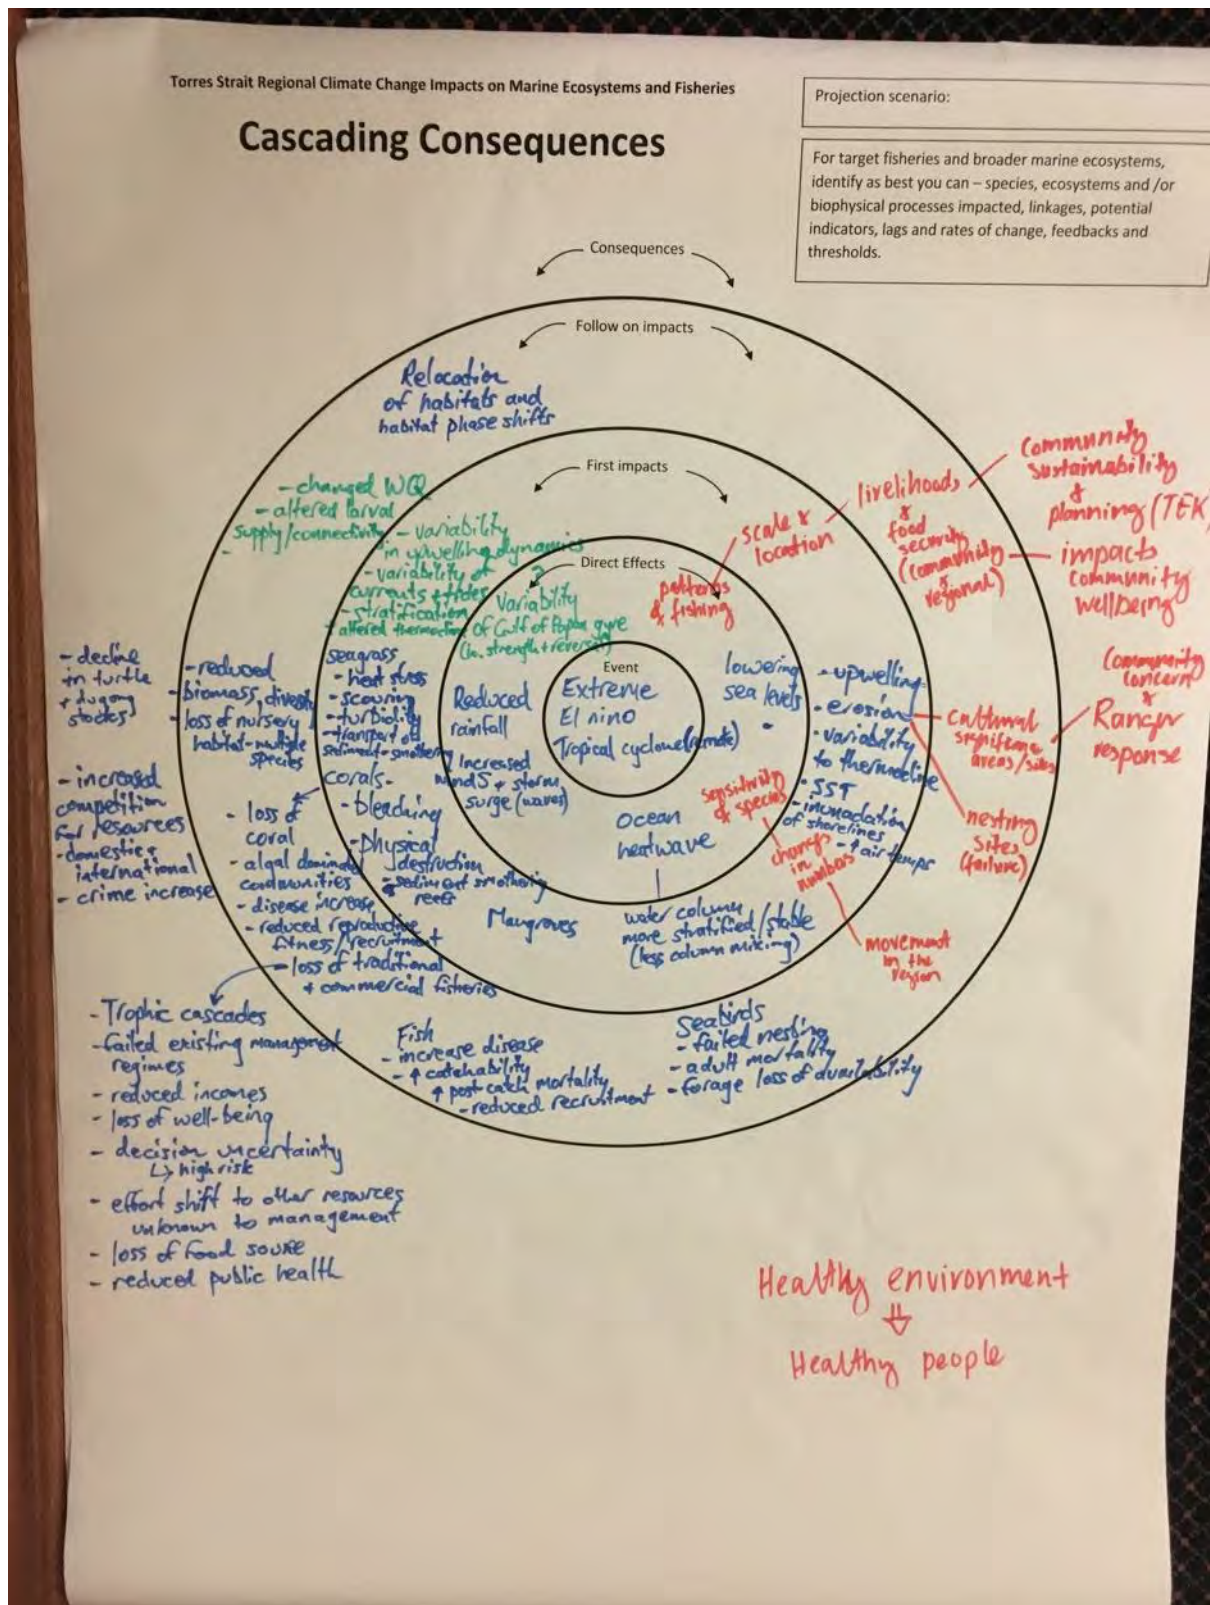 Torres Strait Regional Climate Change Impacts on Marine Ecosystems and Fisheries
Cascading Consequences
Projection scenario:
For target fisheries and broader marine ecosystems,
identify as best you can – species, ecosystems and /or
biophysical processes impacted, linkages, potential
indicators, lags and rates of change, feedbacks and
thresholds.
Consequences
Follow on impacts
Relocation
of habitats and
habitat phase shifts
First impacts
- changed WQ
- altered larval
supply/connectivity
- variability
in upwelling dynamics
- variability of
currents + tides
- stratification
altered thermocline
Direct Effects
?
Variability
of Gulf of Papua gyre
(in. strength + reversal)
patterns
& fishing
scale &
location
livelihoods
&
food
security
(community
&
regional)
Community
sustainability
&
planning (TEK)
impacts
community
wellbeing
Event
Extreme
El nino
Tropical cyclone (remote)
Reduced
rainfall
Increased
winds + storm
surge (waves)
lowering
sea levels
ocean
heatwave
sensitivity
of species
change
in
numbers
movement
in the
region
- upwelling
- erosion
- variability
to thermocline
- SST
- inundation
of shorelines
- ↑ air temps
cultural
significance
areas/sites
Community
concern
&
Ranger
response
nesting
sites
(failure)
seagrass
- heat stress
- scouring
- turbidity
- transport of
sediment - smothering
corals -
- bleaching
- physical
destruction
- sediment smothering
reefs
Mangroves
water column
more stratified/stable
(less column mixing)
- reduced
- biomass, diversity
- loss of nursery
habitat - multiple
species
- decline
in turtle
+ dugong
stocks
- increased
competition
for resources
- domestic +
international
- crime increase
- loss of
coral
- algal dominated
communities
- disease increase
- reduced reproductive
fitness/recruitment
- loss of traditional
+ commercial fisheries
- Trophic cascades
- failed existing management
regimes
- reduced incomes
- loss of well-being
- decision uncertainty
↳ high risk
- effort shift to other resources
unknown to management
- loss of food source
- reduced public health
Fish
- increase disease
- ↑ catchability
↑ post catch mortality
- reduced recruitment
Seabirds
- failed nesting
- adult mortality
- forage loss of availability
Healthy environment
⇩
Healthy people